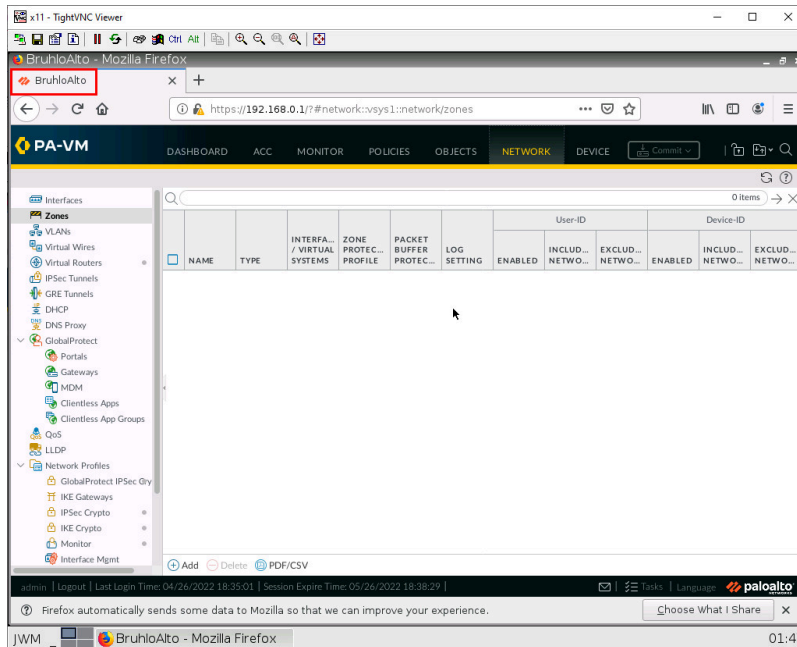 x11 - TightVNC Viewer
Ctrl Alt
BruhloAlto - Mozilla Firefox
BruhloAlto
https://192.168.0.1/?#network::vsys1::network/zones
PA-VM
DASHBOARD ACC MONITOR POLICIES OBJECTS NETWORK DEVICE Commit
Interfaces
Zones
VLANs
Virtual Wires
Virtual Routers
IPSec Tunnels
GRE Tunnels
DHCP
DNS Proxy
GlobalProtect
Portals
Gateways
MDM
Clientless Apps
Clientless App Groups
QoS
LLDP
Network Profiles
GlobalProtect IPSec Cry
IKE Gateways
IPSec Crypto
IKE Crypto
Monitor
Interface Mgmt
0 items
User-ID Device-ID
NAME TYPE INTERFA... / VIRTUAL SYSTEMS ZONE PROTEC... PROFILE PACKET BUFFER PROTEC... LOG SETTING ENABLED INCLUD... NETWO... EXCLUD... NETWO... ENABLED INCLUD... NETWO... EXCLUD... NETWO...
Add Delete PDF/CSV
admin | Logout | Last Login Time: 04/26/2022 18:35:01 | Session Expire Time: 05/26/2022 18:38:29 | Tasks | Language paloalto NETWORKS
Firefox automatically sends some data to Mozilla so that we can improve your experience. Choose What I Share
JWM BruhloAlto - Mozilla Firefox 01:4